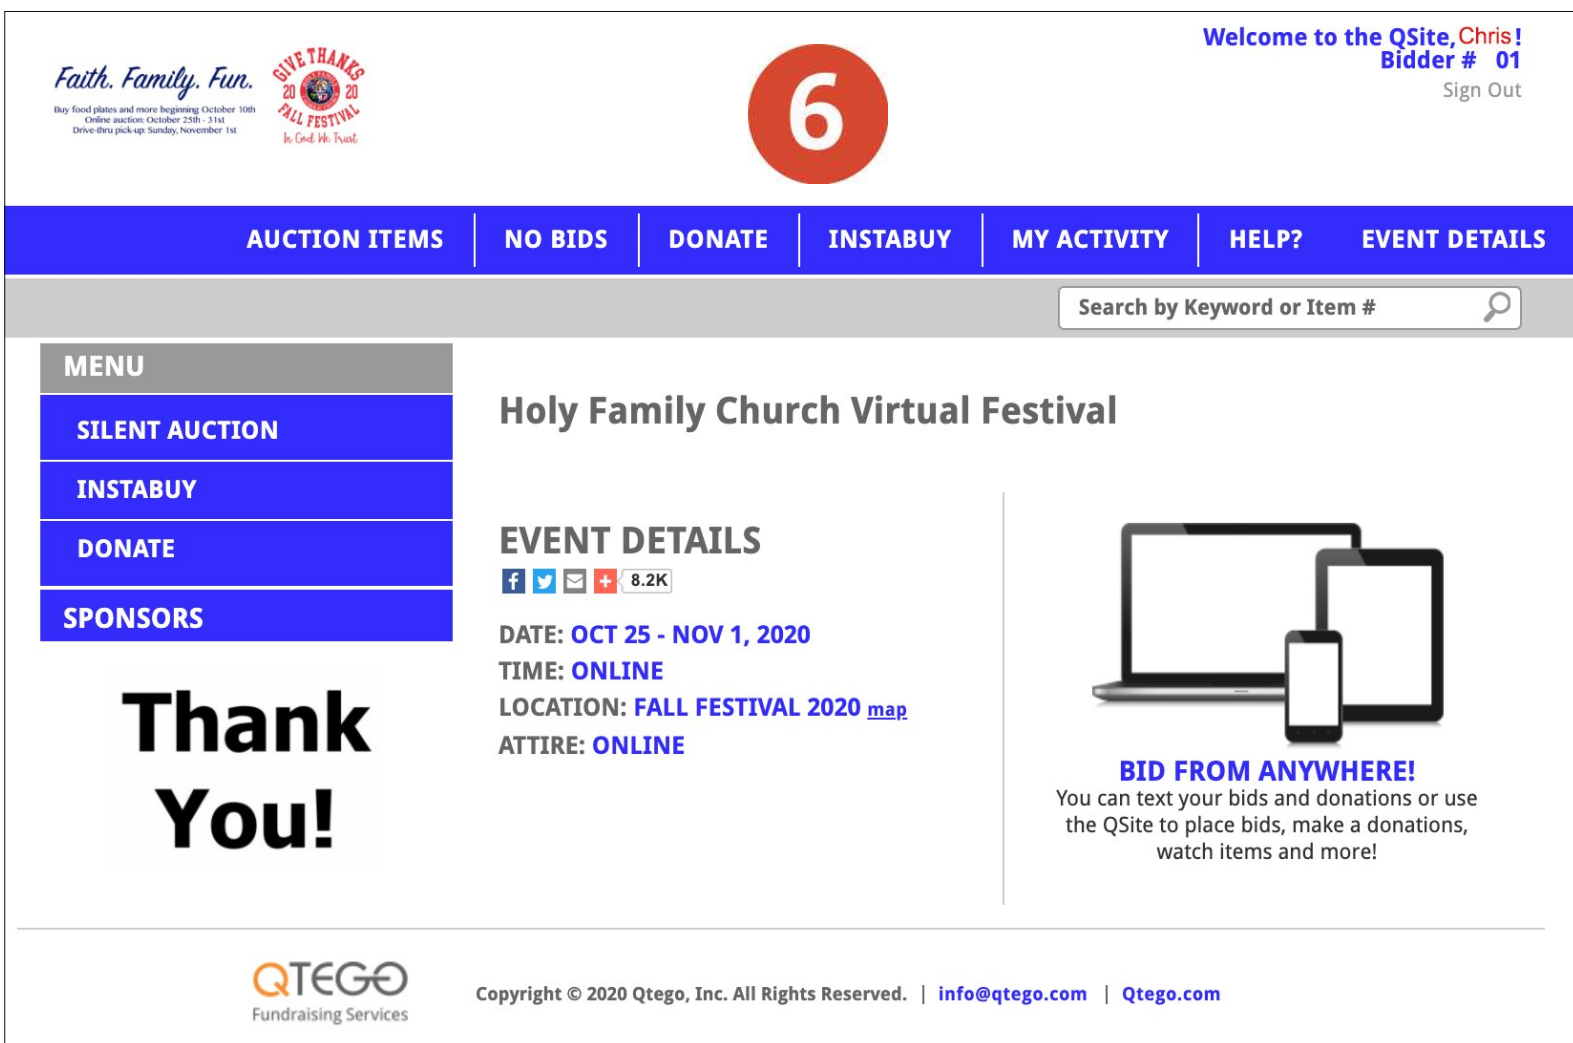 Faith. Family. Fun.
Buy food plates and more beginning October 10th
Online auction: October 25th - 31st
Drive-thru pick-up: Sunday, November 1st
GIVE THANKS
20 20
FALL FESTIVAL
In God We Trust
6
Welcome to the QSite, Chris!
Bidder # 01
Sign Out
AUCTION ITEMS
NO BIDS
DONATE
INSTABUY
MY ACTIVITY
HELP?
EVENT DETAILS
Search by Keyword or Item #
MENU
SILENT AUCTION
INSTABUY
DONATE
SPONSORS
Thank
You!
Holy Family Church Virtual Festival
EVENT DETAILS
8.2K
DATE: OCT 25 - NOV 1, 2020
TIME: ONLINE
LOCATION: FALL FESTIVAL 2020 map
ATTIRE: ONLINE
BID FROM ANYWHERE!
You can text your bids and donations or use
the QSite to place bids, make a donations,
watch items and more!
QTEGO
Fundraising Services
Copyright © 2020 Qtego, Inc. All Rights Reserved. | info@qtego.com | Qtego.com